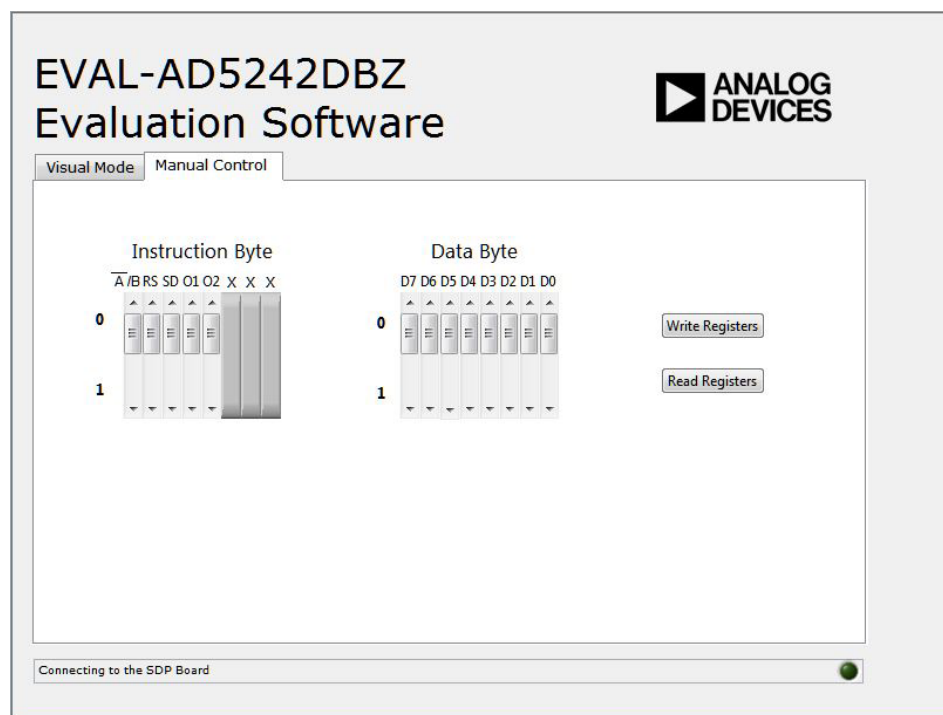 EVAL-AD5242DBZ
Evaluation Software
ANALOG
DEVICES
Visual Mode
Manual Control
Instruction Byte
A/B RS SD O1 O2 X X X
0
1
Data Byte
D7 D6 D5 D4 D3 D2 D1 D0
0
1
Write Registers
Read Registers
Connecting to the SDP Board